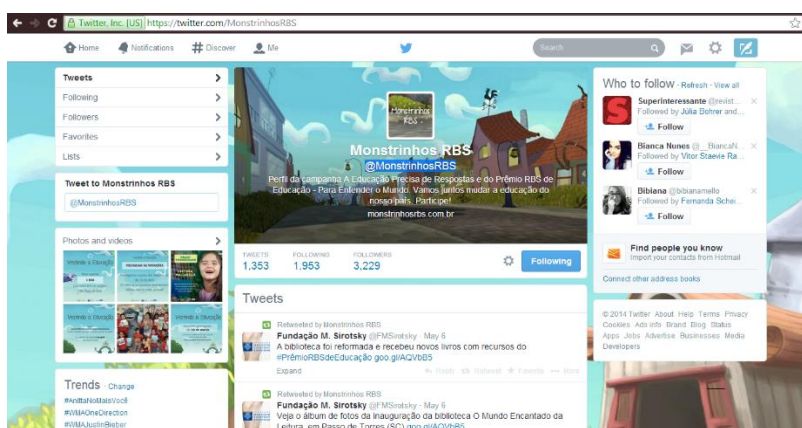 Twitter, Inc. [US] https://twitter.com/MonstrinhosRBS
Home Notifications # Discover Me Search
Tweets
Following
Followers
Favorites
Lists
Tweet to Monstrinhos RBS
@MonstrinhosRBS
Photos and videos
Trends · Change
#AnittaNoMaisVocê
#WMAOneDirection
#WMAJustinBieber
Monstrinhos RBS
Monstrinhos RBS
@MonstrinhosRBS
Perfil da campanha A Educação Precisa de Respostas e do Prêmio RBS de
Educação - Para Entender o Mundo. Vamos juntos mudar a educação do
nosso país. Participe!
monstrinhosrbs.com.br
TWEETS FOLLOWING FOLLOWERS
1,353 1,953 3,229
Following
Tweets
Retweeted by Monstrinhos RBS
Fundação M. Sirotsky @FMSirotsky · May 6
A biblioteca foi reformada e recebeu novos livros com recursos do
#PrêmioRBSdeEducação goo.gl/AQVbB5
Expand Reply Retweet Favorite More
Retweeted by Monstrinhos RBS
Fundação M. Sirotsky @FMSirotsky · May 6
Veja o álbum de fotos da inauguração da biblioteca O Mundo Encantado da
Leitura, em Passo de Torres (SC) goo.gl/AQVbB5
Who to follow · Refresh · View all
Superinteressante @revist...
Followed by Júlia Bohrer and...
Follow
Bianca Nunes @__BiancaN...
Followed by Vitor Staevie Ra...
Follow
Bibiana @bibianamello
Followed by Fernanda Schei...
Follow
Find people you know
Import your contacts from Hotmail
Connect other address books
© 2014 Twitter About Help Terms Privacy
Cookies Ads info Brand Blog Status
Apps Jobs Advertise Businesses Media
Developers